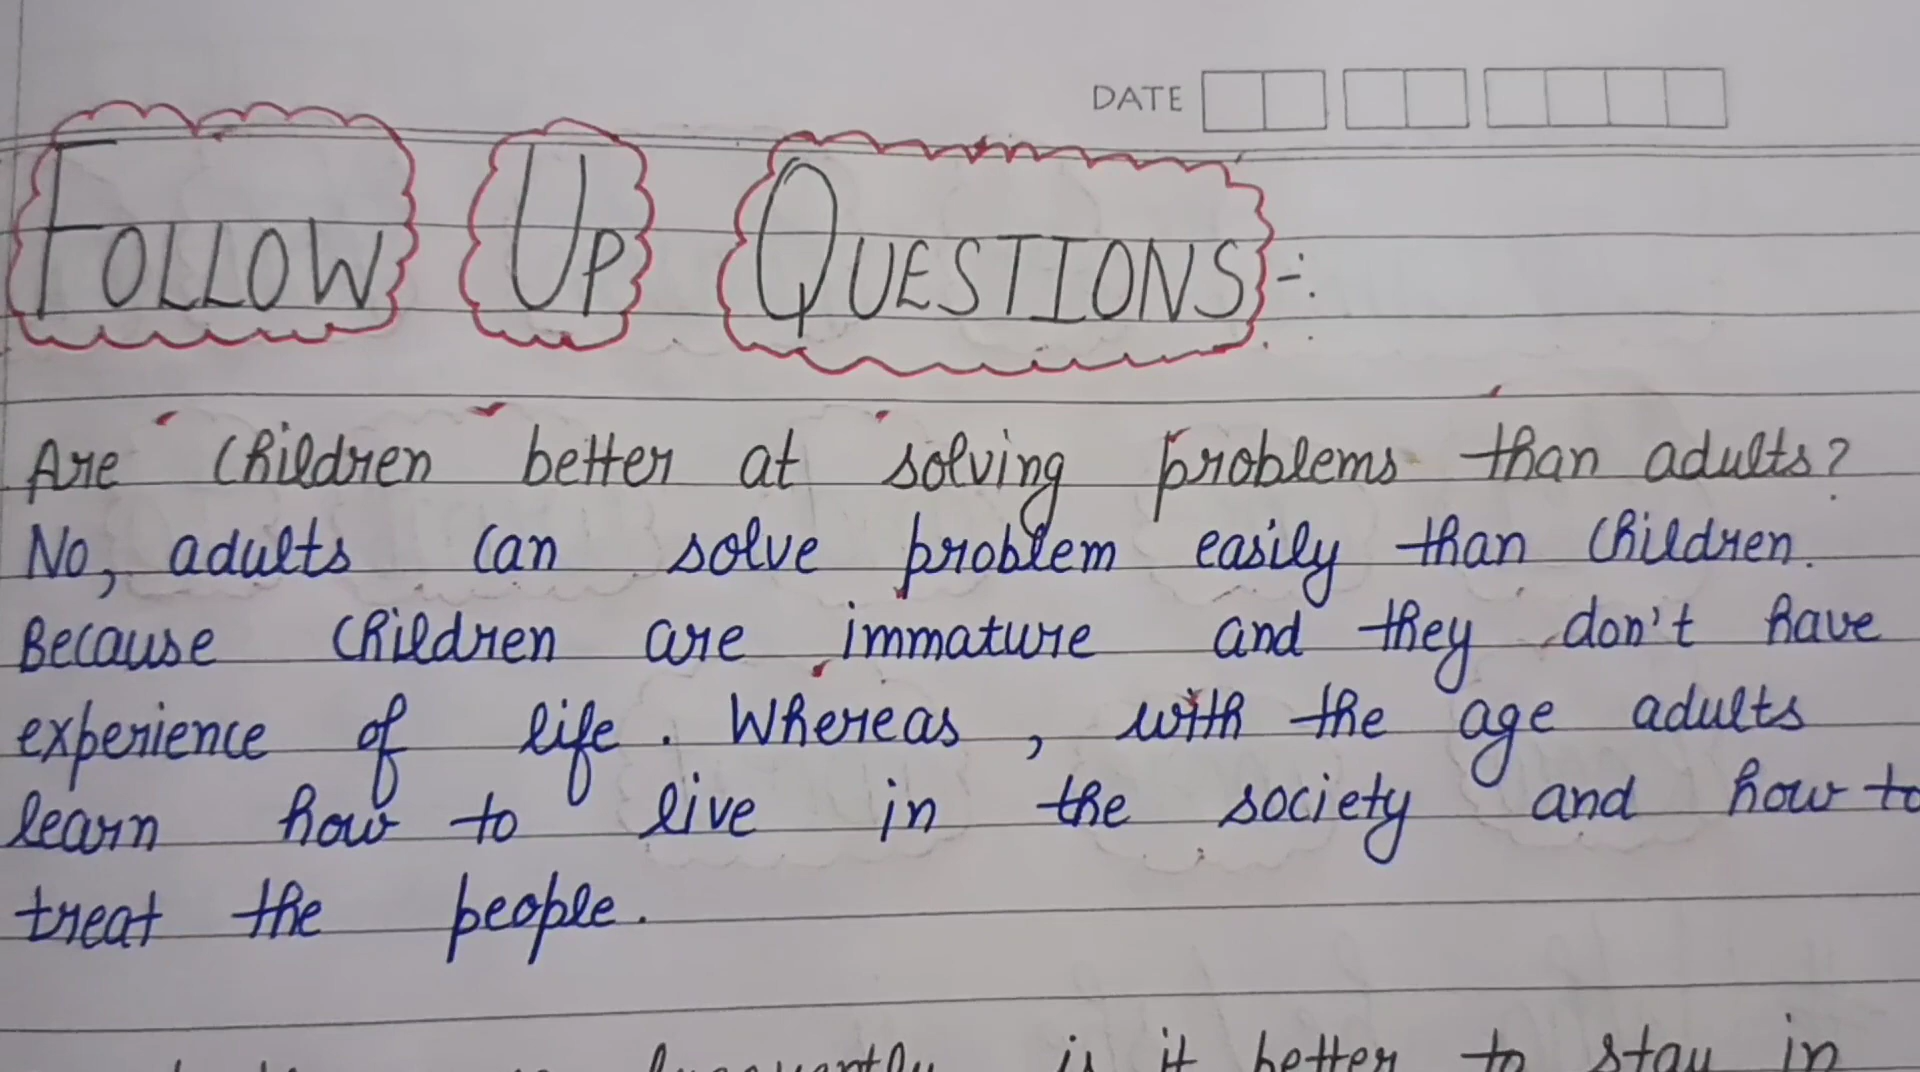 DATE
FOLLOW UP QUESTIONS -:
Are children better at solving problems than adults?
No, adults can solve problem easily than children.
Because children are immature and they don't have
experience of life. Whereas, with the age adults
learn how to live in the society and how to
treat the people.
is it better to stay in